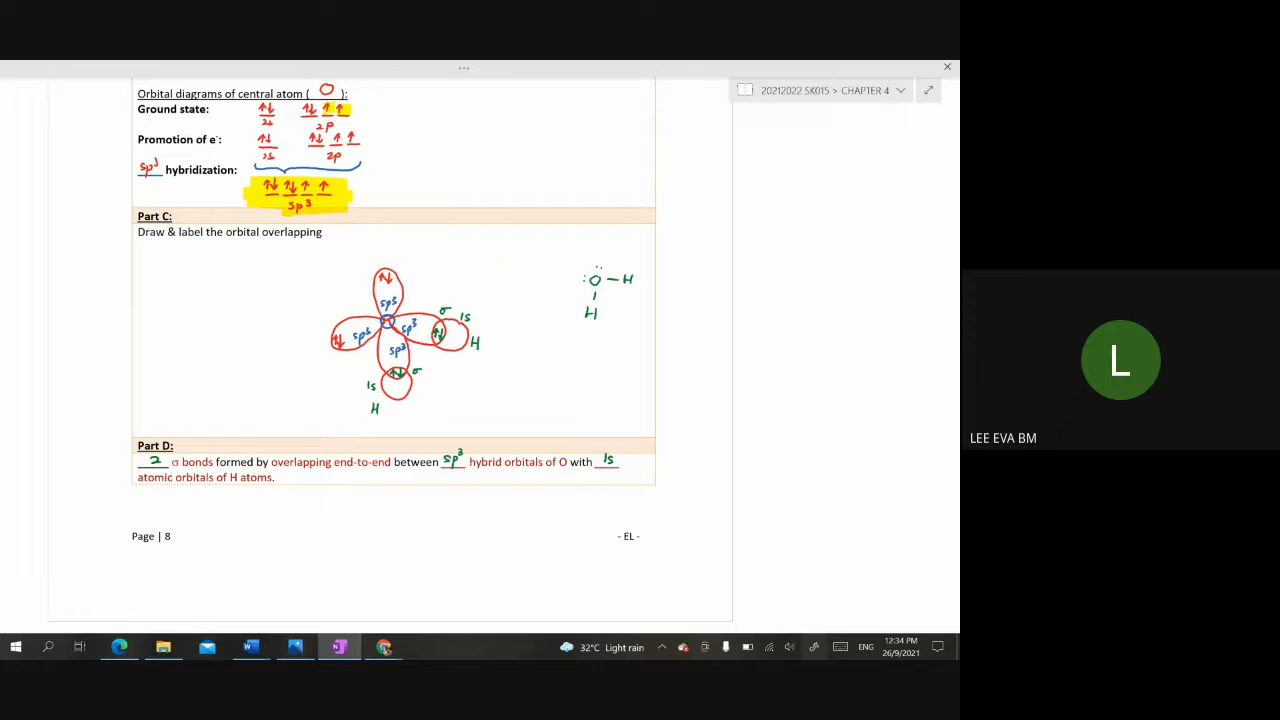 20212022 SK015 > CHAPTER 4
Orbital diagrams of central atom ( O ):
Ground state: ↑↓ ↑↓ ↑ ↑
2s 2p
Promotion of e⁻: ↑↓ ↑↓ ↑ ↑
2s 2p
sp³ hybridization:
↑↓ ↑↓ ↑ ↑
sp³
Part C:
Draw & label the orbital overlapping
↑↓
sp³
↑↓ sp³ sp³ ↑↓ σ 1s H
sp³
↑↓ σ
1s
H
:Ö – H
|
H
Part D:
2 σ bonds formed by overlapping end-to-end between sp³ hybrid orbitals of O with 1s
atomic orbitals of H atoms.
Page | 8
- EL -
L
LEE EVA BM
32°C Light rain
ENG
12:34 PM
26/9/2021